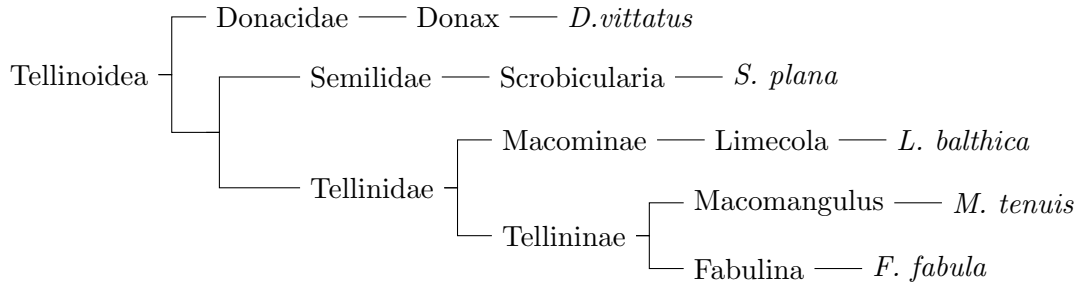 Donacidae Donax D.vittatus
Tellinoidea Semilidae Scrobicularia S. plana
Macominae Limecola L. balthica
Tellinidae
Macomangulus M. tenuis
Tellininae
Fabulina F. fabula